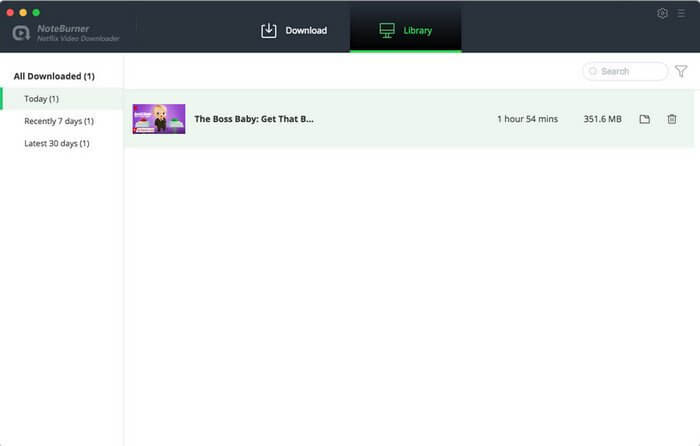 NoteBurner
Netflix Video Downloader
Download
Library
All Downloaded (1)
Search
Today (1)
Recently 7 days (1)
Latest 30 days (1)
The Boss Baby: Get That B...
1 hour 54 mins
351.6 MB